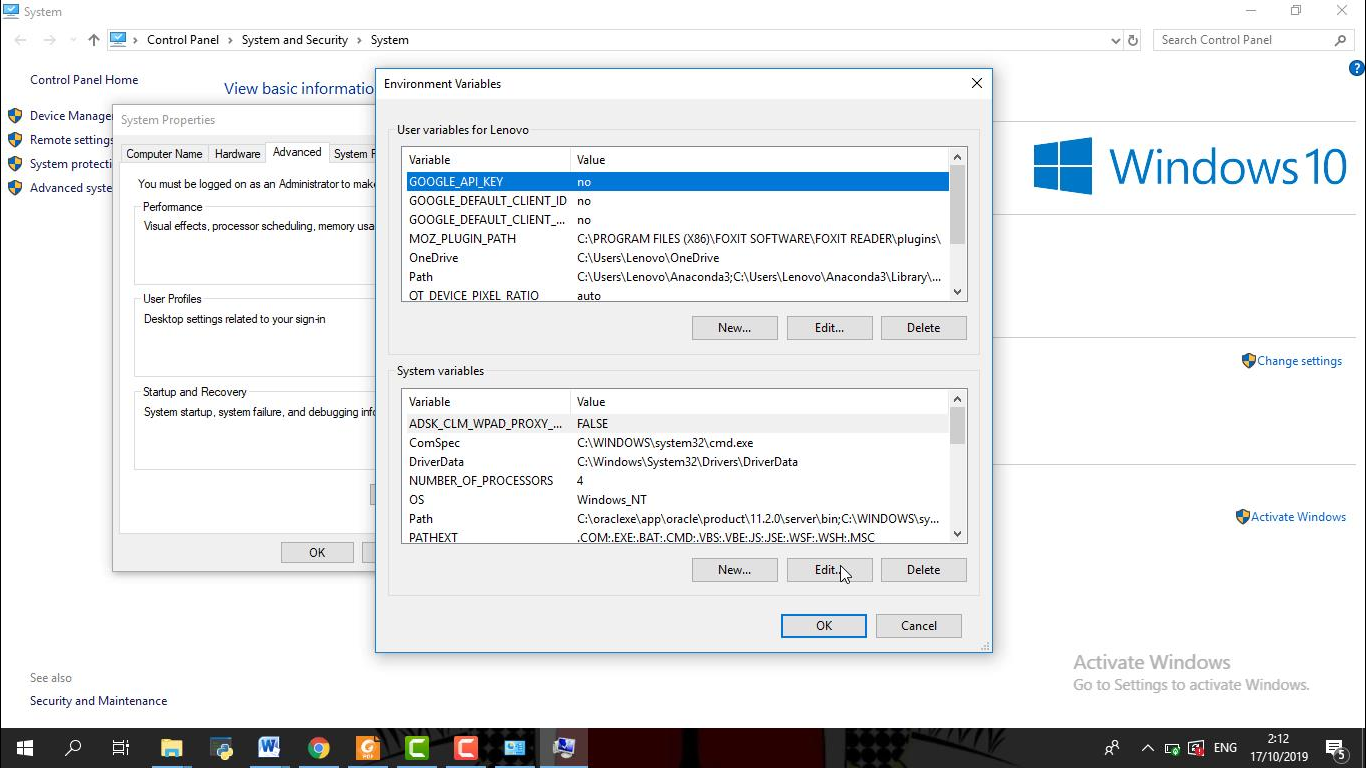 System
Control Panel > System and Security > System
Search Control Panel
Control Panel Home
View basic informatio
Device Manage
Remote settings
System protecti
Advanced syste
System Properties
Computer Name Hardware Advanced System P
You must be logged on as an Administrator to make
Performance
Visual effects, processor scheduling, memory usa
User Profiles
Desktop settings related to your sign-in
Startup and Recovery
System startup, system failure, and debugging info
OK
Environment Variables
User variables for Lenovo
Variable Value
GOOGLE_API_KEY no
GOOGLE_DEFAULT_CLIENT_ID no
GOOGLE_DEFAULT_CLIENT_... no
MOZ_PLUGIN_PATH C:\PROGRAM FILES (X86)\FOXIT SOFTWARE\FOXIT READER\plugins\
OneDrive C:\Users\Lenovo\OneDrive
Path C:\Users\Lenovo\Anaconda3;C:\Users\Lenovo\Anaconda3\Library\...
QT_DEVICE_PIXEL_RATIO auto
New... Edit... Delete
System variables
Variable Value
ADSK_CLM_WPAD_PROXY_... FALSE
ComSpec C:\WINDOWS\system32\cmd.exe
DriverData C:\Windows\System32\Drivers\DriverData
NUMBER_OF_PROCESSORS 4
OS Windows_NT
Path C:\oraclexe\app\oracle\product\11.2.0\server\bin;C:\WINDOWS\sy...
PATHEXT .COM;.EXE;.BAT;.CMD;.VBS;.VBE;.JS;.JSE;.WSF;.WSH;.MSC
New... Edit... Delete
OK Cancel
Windows 10
Change settings
Activate Windows
Activate Windows
Go to Settings to activate Windows.
See also
Security and Maintenance
ENG
2:12
17/10/2019
5